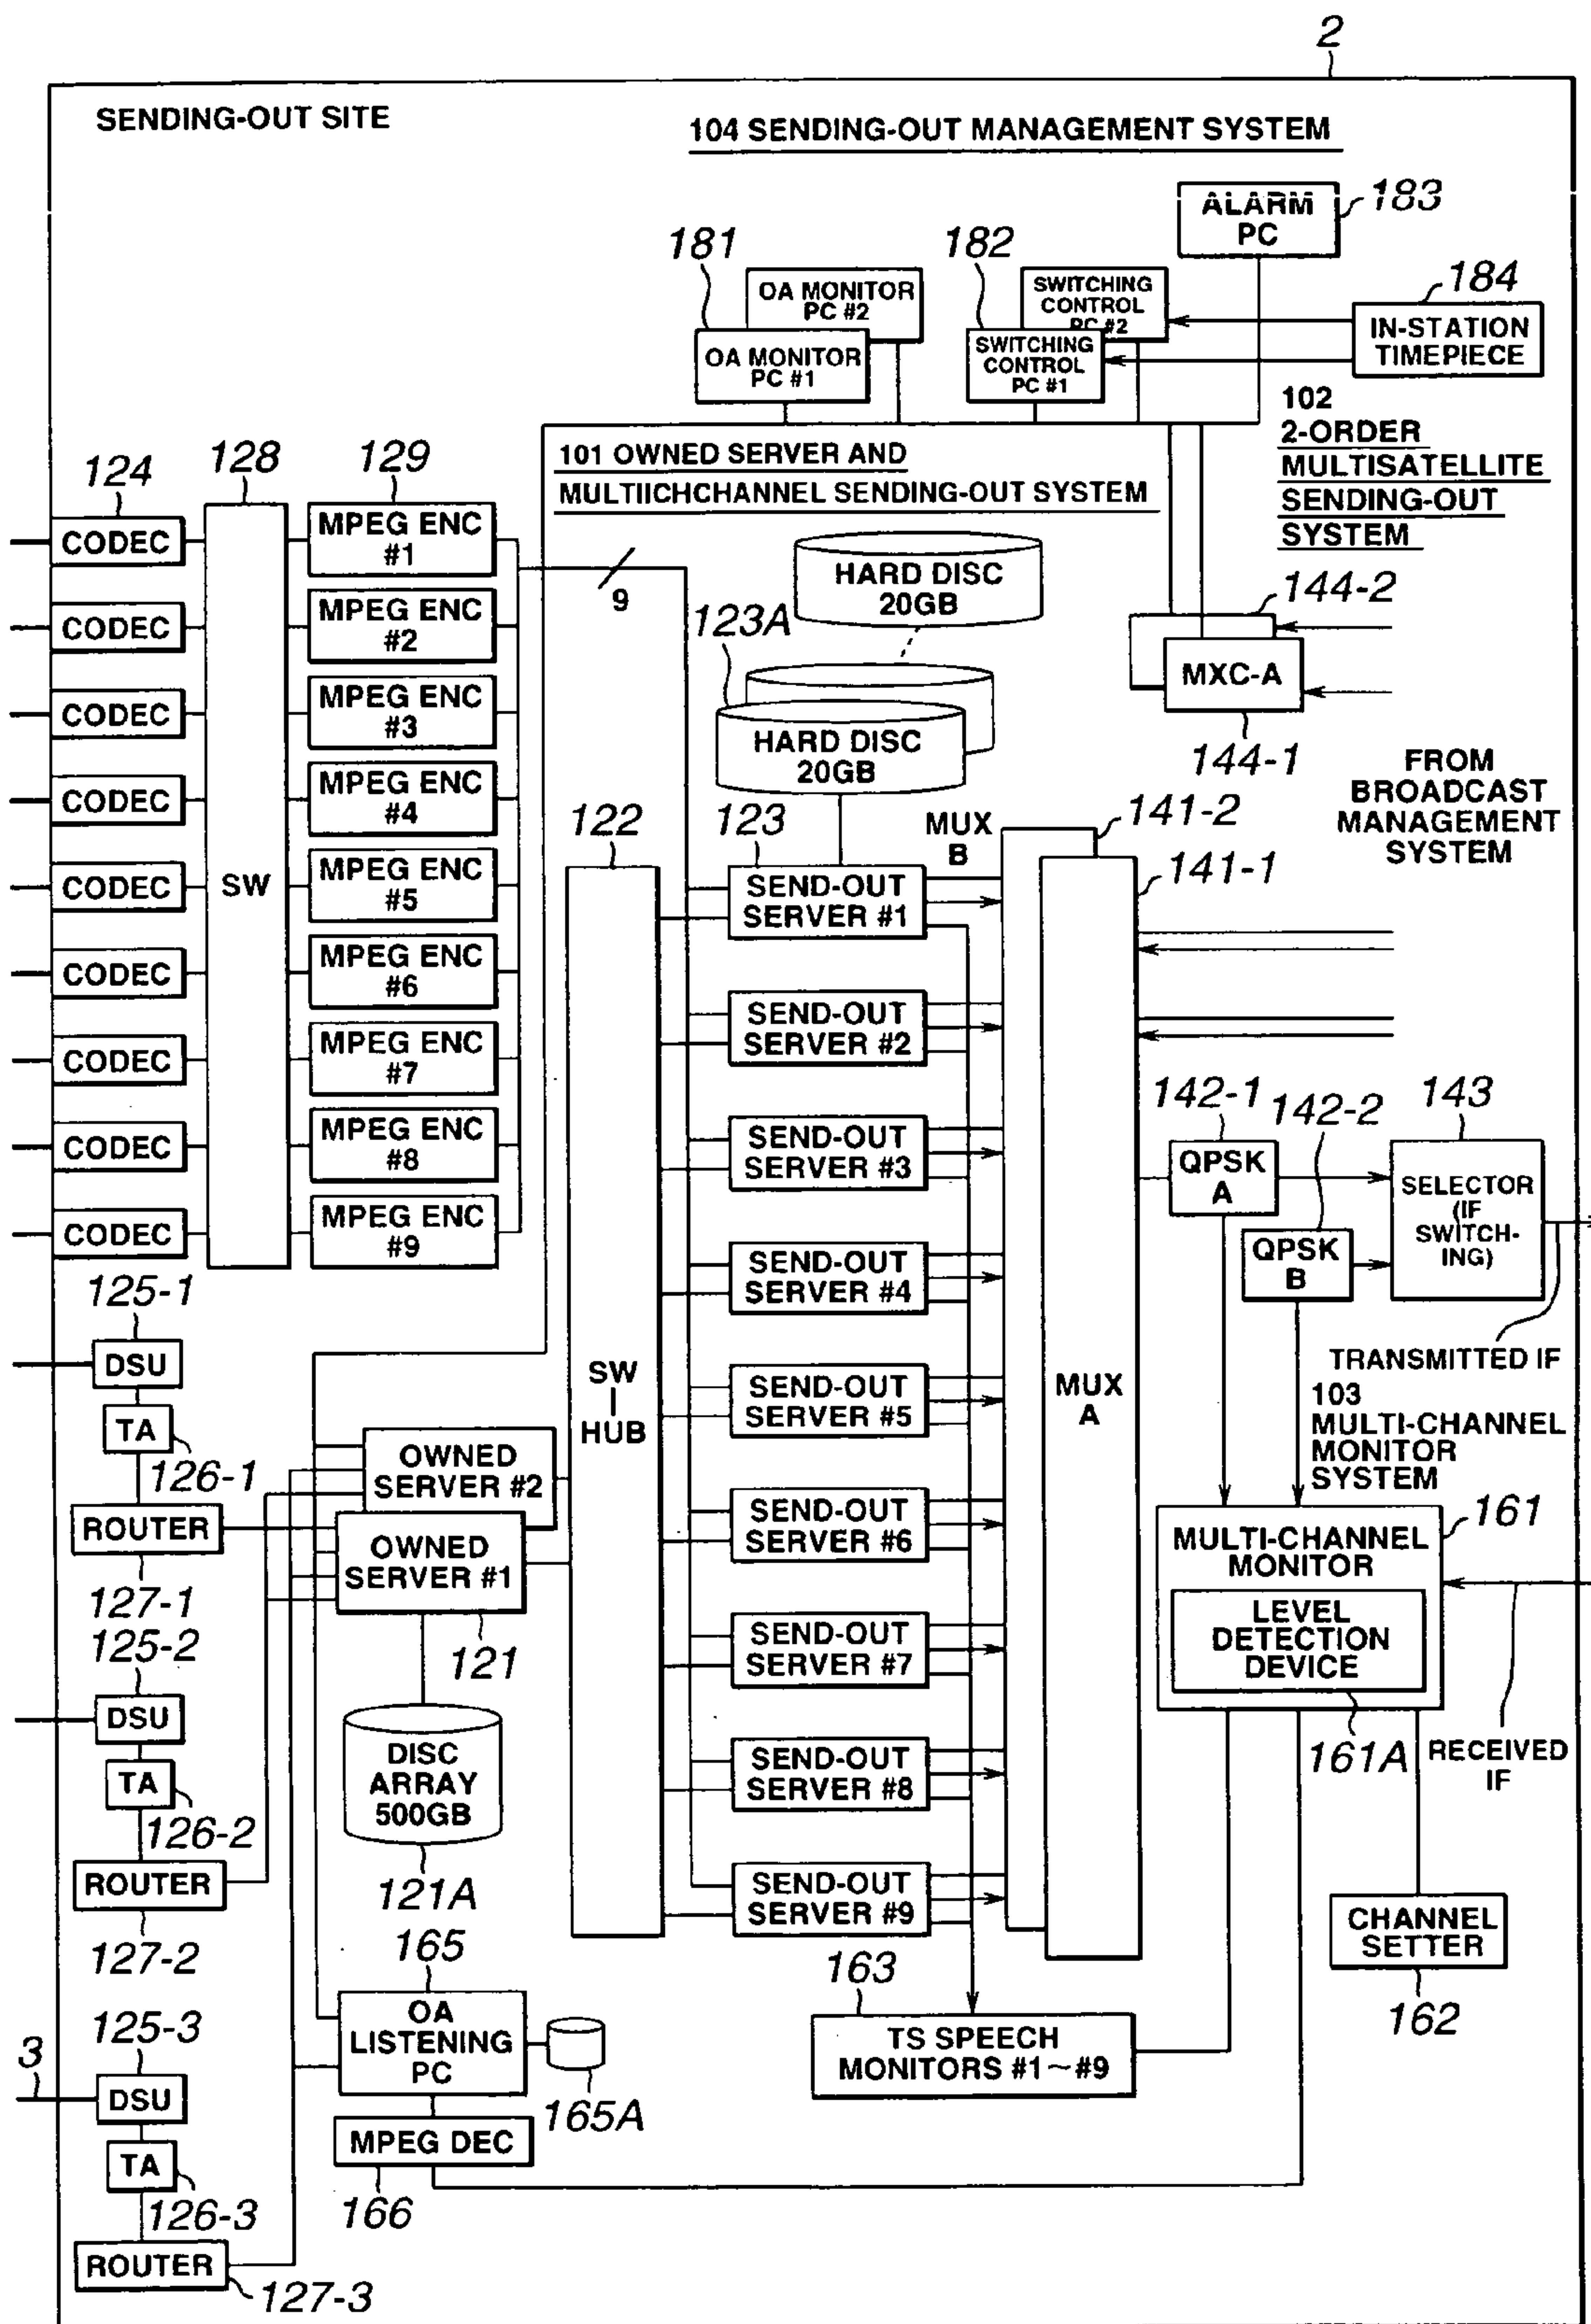 2
SENDING-OUT SITE
104 SENDING-OUT MANAGEMENT SYSTEM
ALARM
PC
183
181
182
184
OA MONITOR
PC #2
OA MONITOR
PC #1
SWITCHING
CONTROL
PC #2
SWITCHING
CONTROL
PC #1
IN-STATION
TIMEPIECE
102
2-ORDER
MULTISATELLITE
SENDING-OUT
SYSTEM
101 OWNED SERVER AND
MULTIICHCHANNEL SENDING-OUT SYSTEM
124
128
129
CODEC
CODEC
CODEC
CODEC
CODEC
CODEC
CODEC
CODEC
CODEC
SW
MPEG ENC
#1
MPEG ENC
#2
MPEG ENC
#3
MPEG ENC
#4
MPEG ENC
#5
MPEG ENC
#6
MPEG ENC
#7
MPEG ENC
#8
MPEG ENC
#9
9
HARD DISC
20GB
123A
HARD DISC
20GB
144-2
MXC-A
144-1
FROM
BROADCAST
MANAGEMENT
SYSTEM
122
123
MUX
B
141-2
141-1
SW
HUB
SEND-OUT
SERVER #1
SEND-OUT
SERVER #2
SEND-OUT
SERVER #3
SEND-OUT
SERVER #4
SEND-OUT
SERVER #5
SEND-OUT
SERVER #6
SEND-OUT
SERVER #7
SEND-OUT
SERVER #8
SEND-OUT
SERVER #9
MUX
A
142-1
142-2
143
QPSK
A
QPSK
B
SELECTOR
(IF
SWITCH-
ING)
TRANSMITTED IF
103
MULTI-CHANNEL
MONITOR
SYSTEM
161
MULTI-CHANNEL
MONITOR
LEVEL
DETECTION
DEVICE
161A
RECEIVED
IF
CHANNEL
SETTER
162
125-1
DSU
TA
126-1
ROUTER
127-1
125-2
DSU
TA
126-2
ROUTER
127-2
3
125-3
DSU
TA
126-3
ROUTER
127-3
OWNED
SERVER #2
OWNED
SERVER #1
121
DISC
ARRAY
500GB
121A
165
OA
LISTENING
PC
165A
MPEG DEC
166
163
TS SPEECH
MONITORS #1~#9